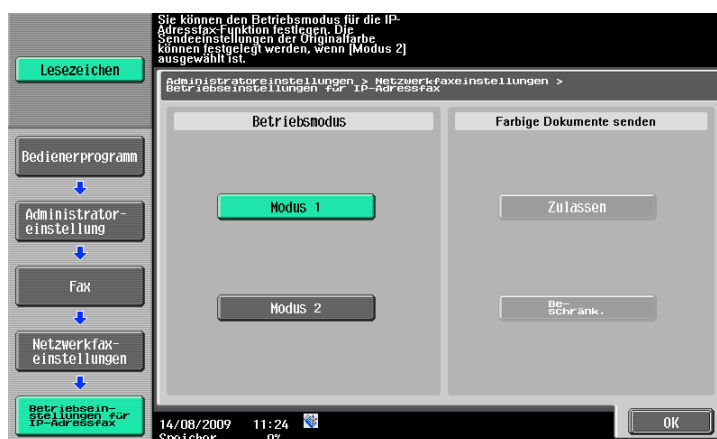 Sie können den Betriebsmodus für die IP-
Adressfax-Funktion festlegen. Die
Sendeeinstellungen der Originalfarbe
können festgelegt werden, wenn [Modus 2]
ausgewählt ist.
Lesezeichen
Administratoreinstellungen > Netzwerkfaxeinstellungen >
Betriebseinstellungen für IP-Adressfax
Betriebsmodus
Farbige Dokumente senden
Bedienerprogramm
Administrator-
einstellung
Fax
Netzwerkfax-
einstellungen
Betriebsein-
stellungen für
IP-Adressfax
Modus 1
Zulassen
Modus 2
Be-
schränk.
14/08/2009 11:24
Speicher 0%
OK